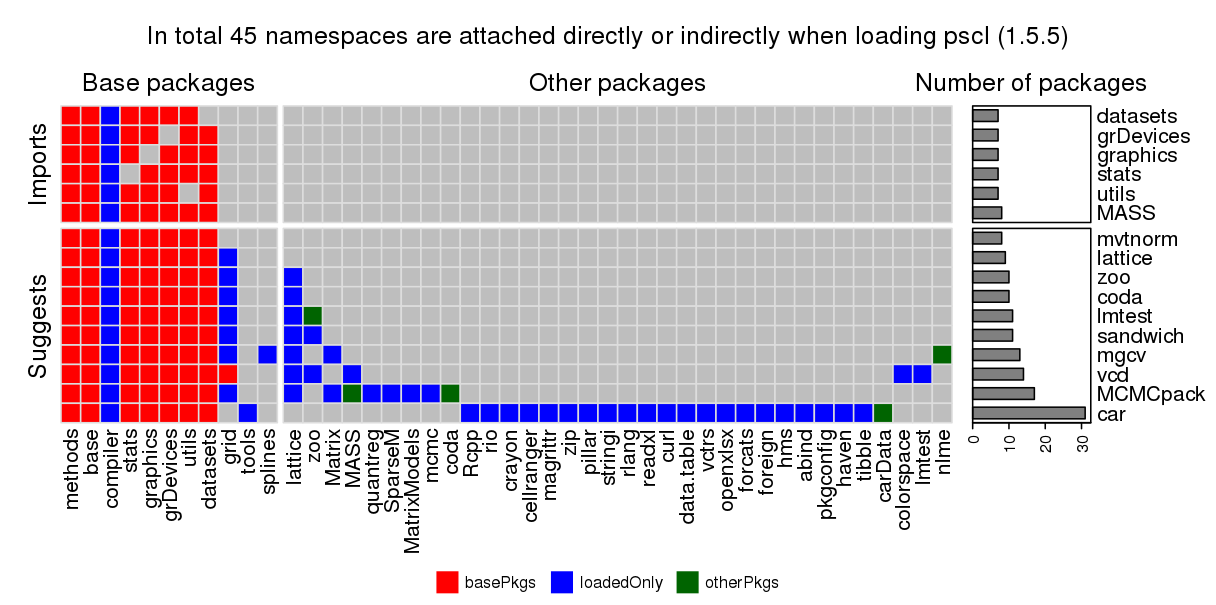 In total 45 namespaces are attached directly or indirectly when loading pscl (1.5.5)
Base packages
Other packages
Number of packages
Imports
datasets
grDevices
graphics
stats
utils
MASS
Suggests
mvtnorm
lattice
zoo
coda
lmtest
sandwich
mgcv
vcd
MCMCpack
car
0
10
20
30
methods
base
compiler
stats
graphics
grDevices
utils
datasets
grid
tools
splines
lattice
zoo
Matrix
MASS
quantreg
SparseM
MatrixModels
mcmc
coda
Rcpp
rio
crayon
cellranger
magrittr
zip
pillar
stringi
rlang
readxl
curl
data.table
vctrs
openxlsx
forcats
foreign
hms
abind
pkgconfig
haven
tibble
carData
colorspace
lmtest
nlme
basePkgs
loadedOnly
otherPkgs